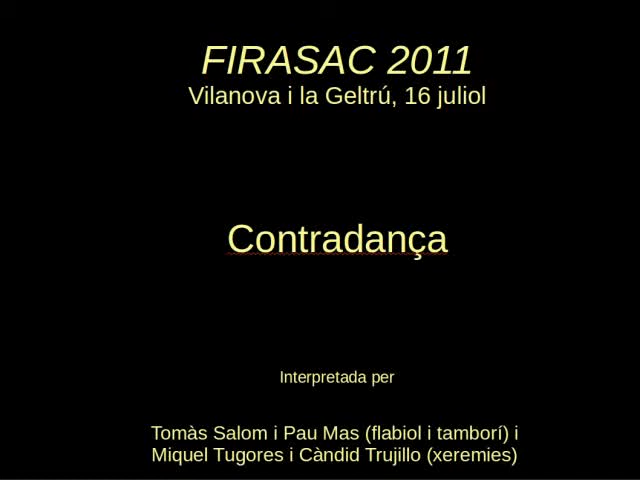 FIRASAC 2011
Vilanova i la Geltrú, 16 juliol
Contradança
Interpretada per
Tomàs Salom i Pau Mas (flabiol i tamborí) i
Miquel Tugores i Càndid Trujillo (xeremies)